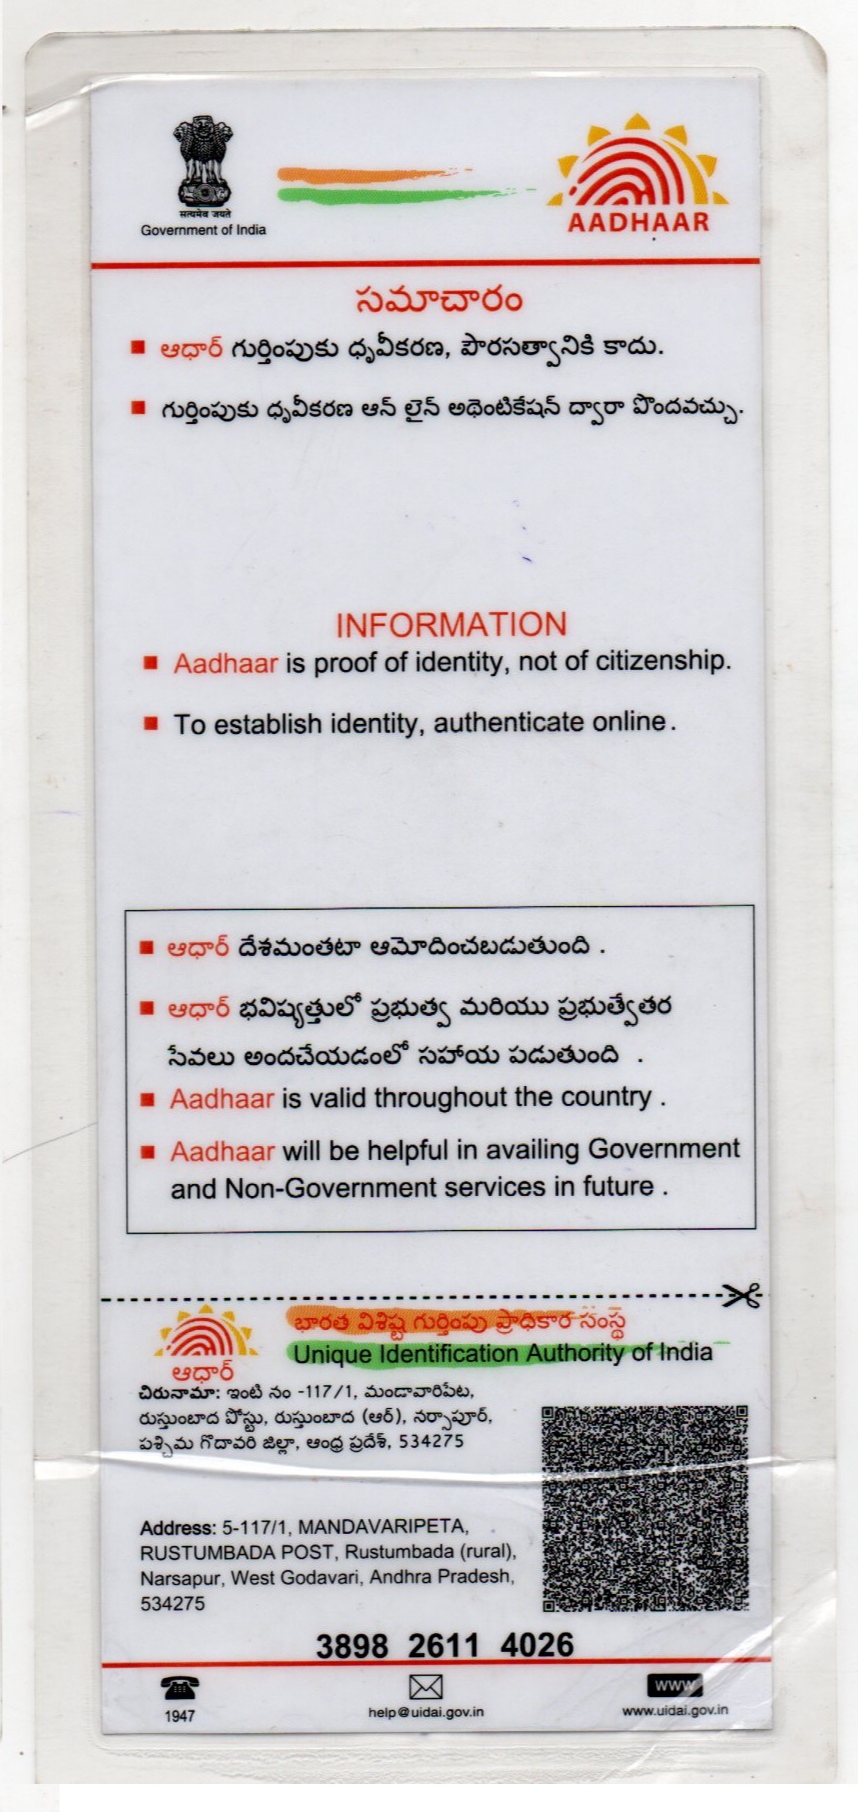 सत्यमेव जयते
Government of India
AADHAAR
సమాచారం
ఆధార్ గుర్తింపుకు ధృవీకరణ, పౌరసత్వానికి కాదు.
గుర్తింపుకు ధృవీకరణ ఆన్ లైన్ అథెంటికేషన్ ద్వారా పొందవచ్చు.
INFORMATION
Aadhaar is proof of identity, not of citizenship.
To establish identity, authenticate online.
ఆధార్ దేశమంతటా ఆమోదించబడుతుంది .
ఆధార్ భవిష్యత్తులో ప్రభుత్వ మరియు ప్రభుత్వేతర
సేవలు అందచేయడంలో సహాయ పడుతుంది .
Aadhaar is valid throughout the country .
Aadhaar will be helpful in availing Government
and Non-Government services in future .
భారత విశిష్ట గుర్తింపు ప్రాధికార సంస్థ
Unique Identification Authority of India
ఆధార్
చిరునామా: ఇంటి నం -117/1, మండావారిపేట,
రుస్తుంబాద పోస్టు, రుస్తుంబాద (ఆర్), నర్సాపూర్,
పశ్చిమ గొదావరి జిల్లా, ఆంధ్ర ప్రదేశ్, 534275
Address: 5-117/1, MANDAVARIPETA,
RUSTUMBADA POST, Rustumbada (rural),
Narsapur, West Godavari, Andhra Pradesh,
534275
3898 2611 4026
1947
help@uidai.gov.in
www
www.uidai.gov.in